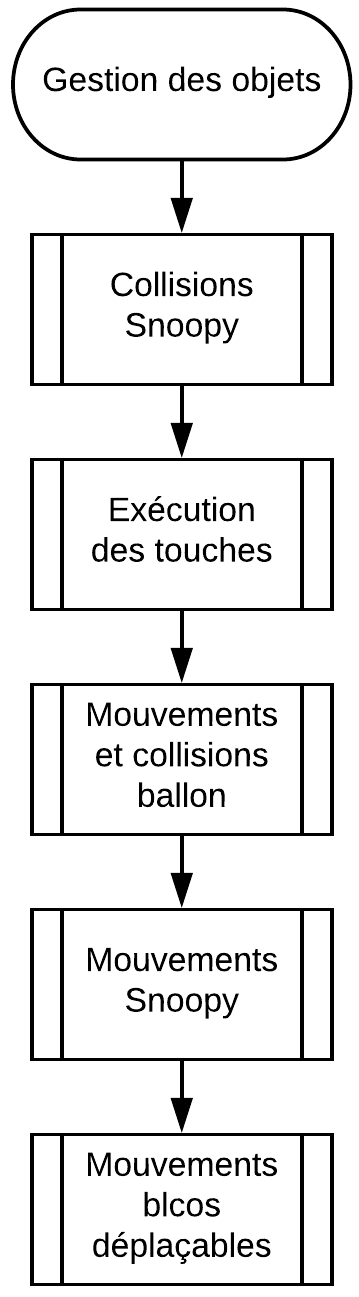 Gestion des objets
Collisions
Snoopy
Exécution
des touches
Mouvements
et collisions
ballon
Mouvements
Snoopy
Mouvements
blcos
déplaçables